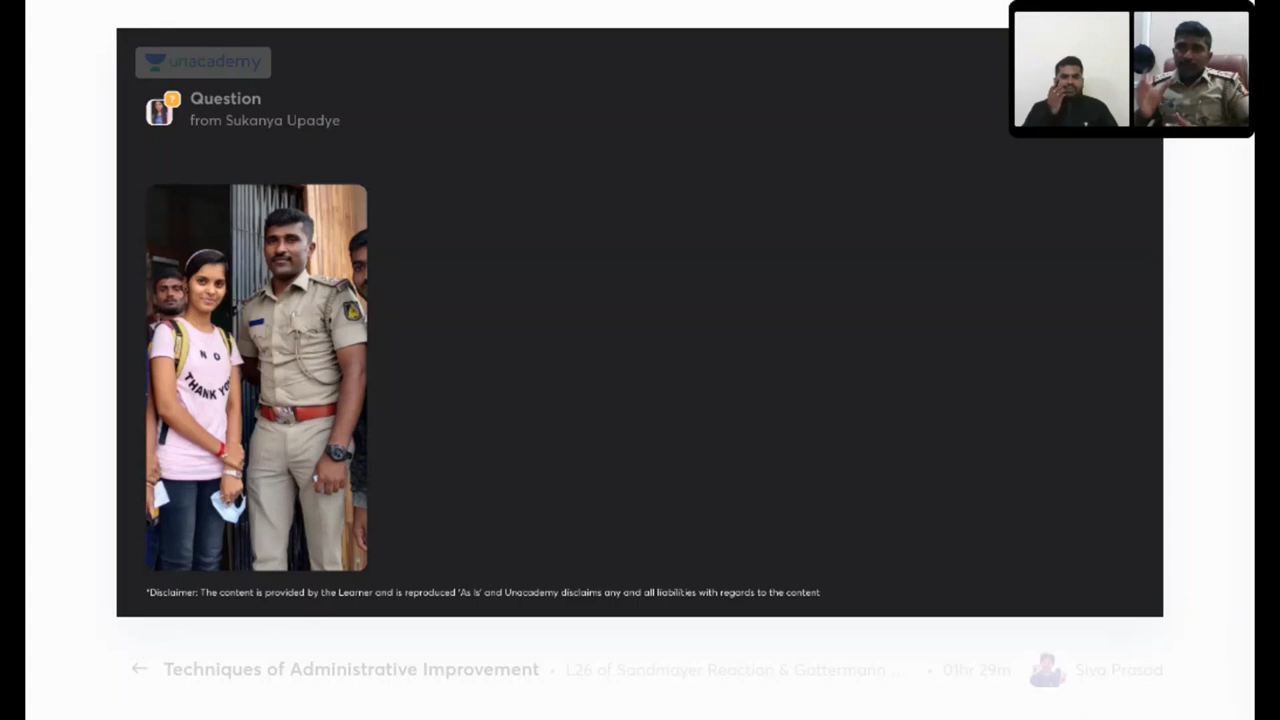 unacademy
?
Question
from Sukanya Upadye
N O
THANK YOU
*Disclaimer: The content is provided by the Learner and is reproduced 'As Is' and Unacademy disclaims any and all liabilities with regards to the content
← Techniques of Administrative Improvement • L26 of Sandmayer Reaction & Gattermann ... • 01hr 29m Siva Prasad